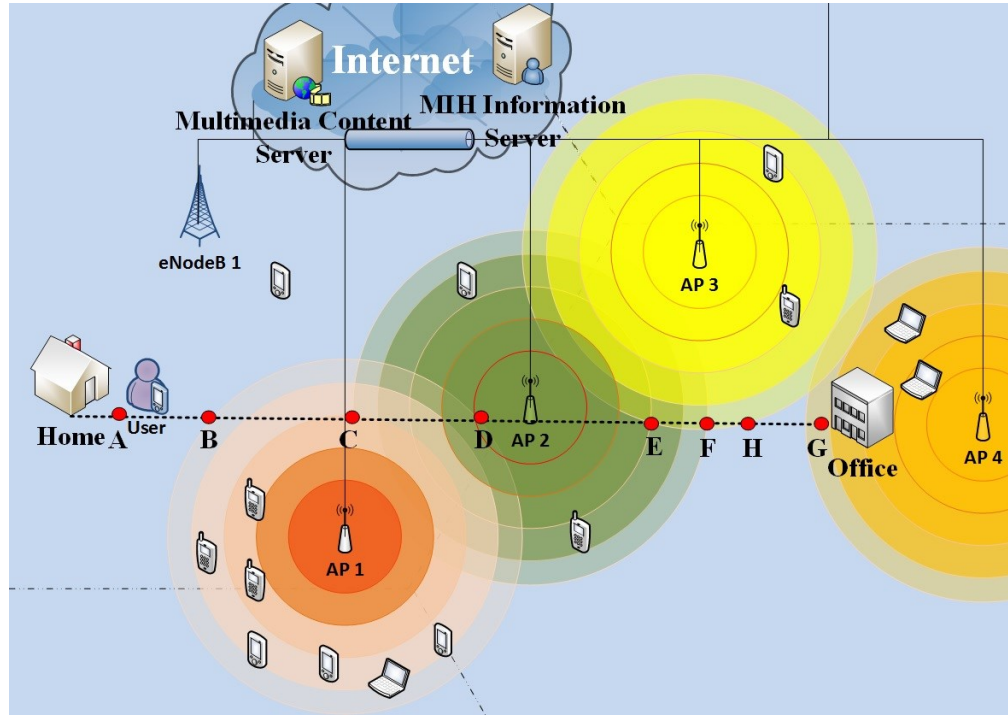 Internet
Multimedia Content
Server
MIH Information
Server
eNodeB 1
AP 3
Home
A
User
B
C
D
AP 2
E
F
H
G
Office
AP 4
AP 1